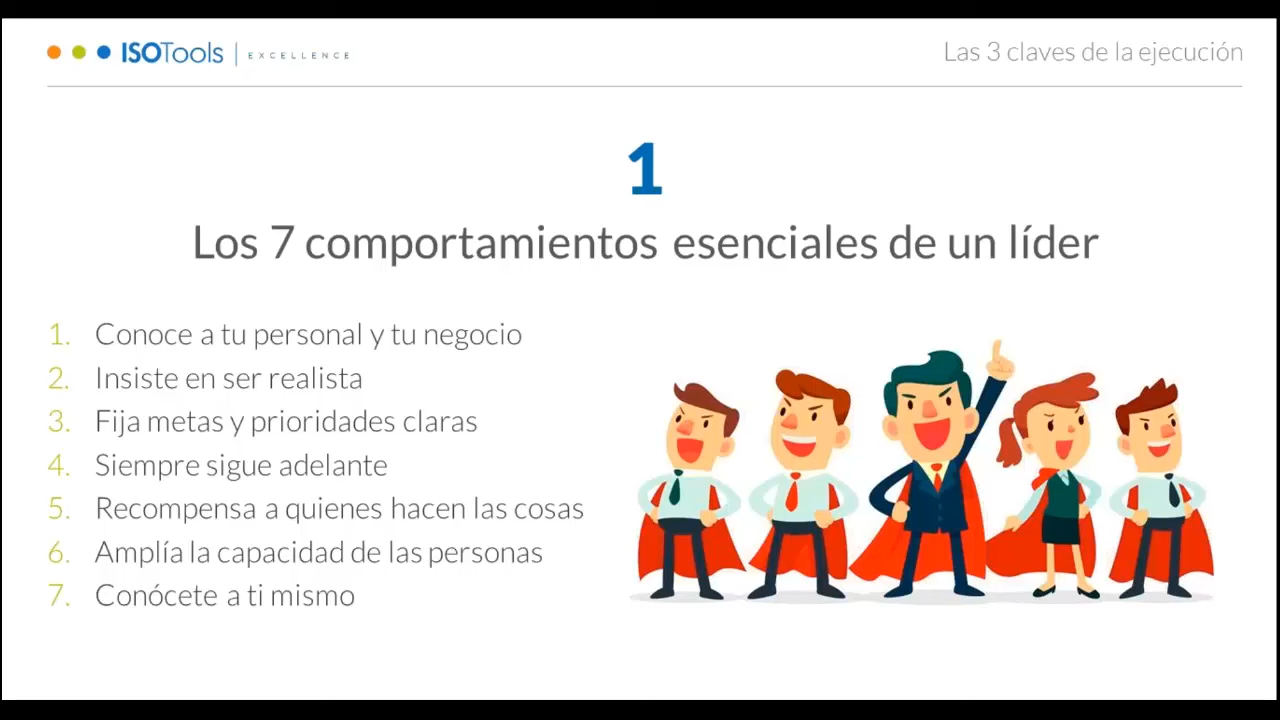 ISOTools | EXCELLENCE
Las 3 claves de la ejecución
1
Los 7 comportamientos esenciales de un líder
1. Conoce a tu personal y tu negocio
2. Insiste en ser realista
3. Fija metas y prioridades claras
4. Siempre sigue adelante
5. Recompensa a quienes hacen las cosas
6. Amplía la capacidad de las personas
7. Conócete a ti mismo